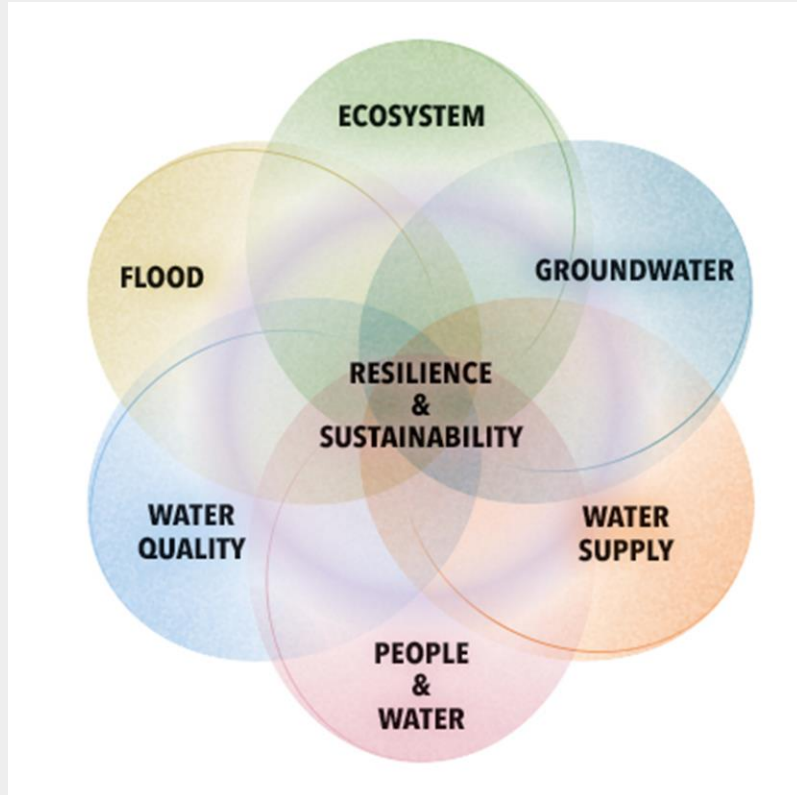 ECOSYSTEM
FLOOD
GROUNDWATER
RESILIENCE
&
SUSTAINABILITY
WATER
QUALITY
WATER
SUPPLY
PEOPLE
&
WATER